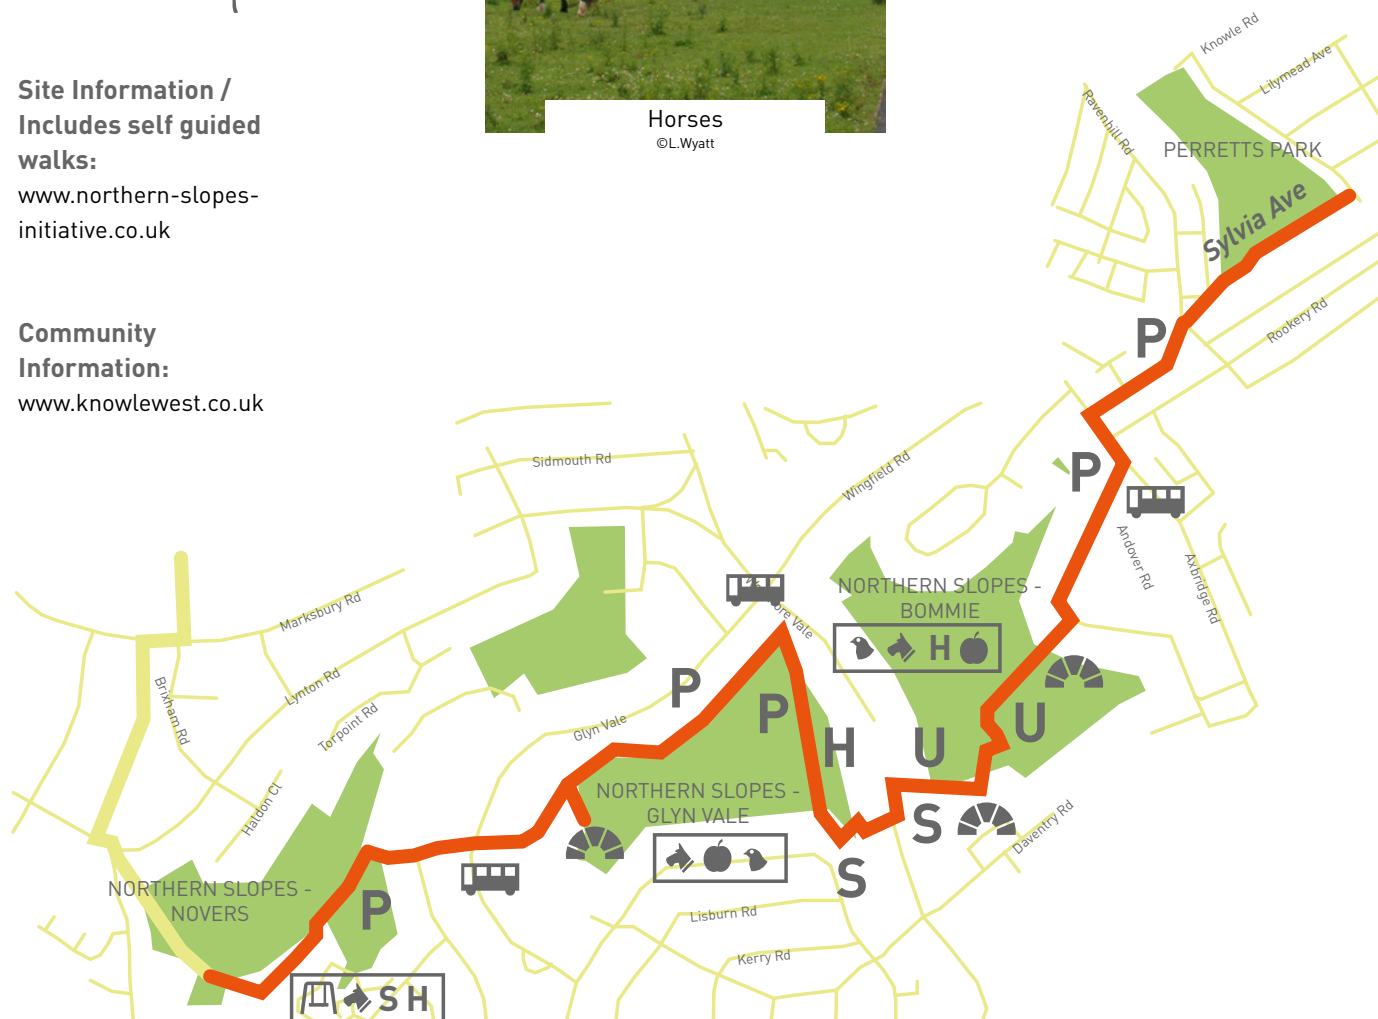 Site Information /
Includes self guided
walks:
www.northern-slopes-
initiative.co.uk
Community
Information:
www.knowlewest.co.uk
Horses
©L.Wyatt
Knowle Rd
Lilymead Ave
Ravenhill Rd
PERRETTS PARK
Sylvia Ave
Rookery Rd
P
P
Sidmouth Rd
Wingfield Rd
Andover Rd
Axbridge Rd
NORTHERN SLOPES -
BOMMIE
H
Vale
Marksbury Rd
Lynton Rd
Brixham Rd
Torpoint Rd
Glyn Vale
P
P
H
U
U
Haldon Cl
NORTHERN SLOPES -
GLYN VALE
S
S
Daventry Rd
NORTHERN SLOPES -
NOVERS
P
Lisburn Rd
Kerry Rd
S H